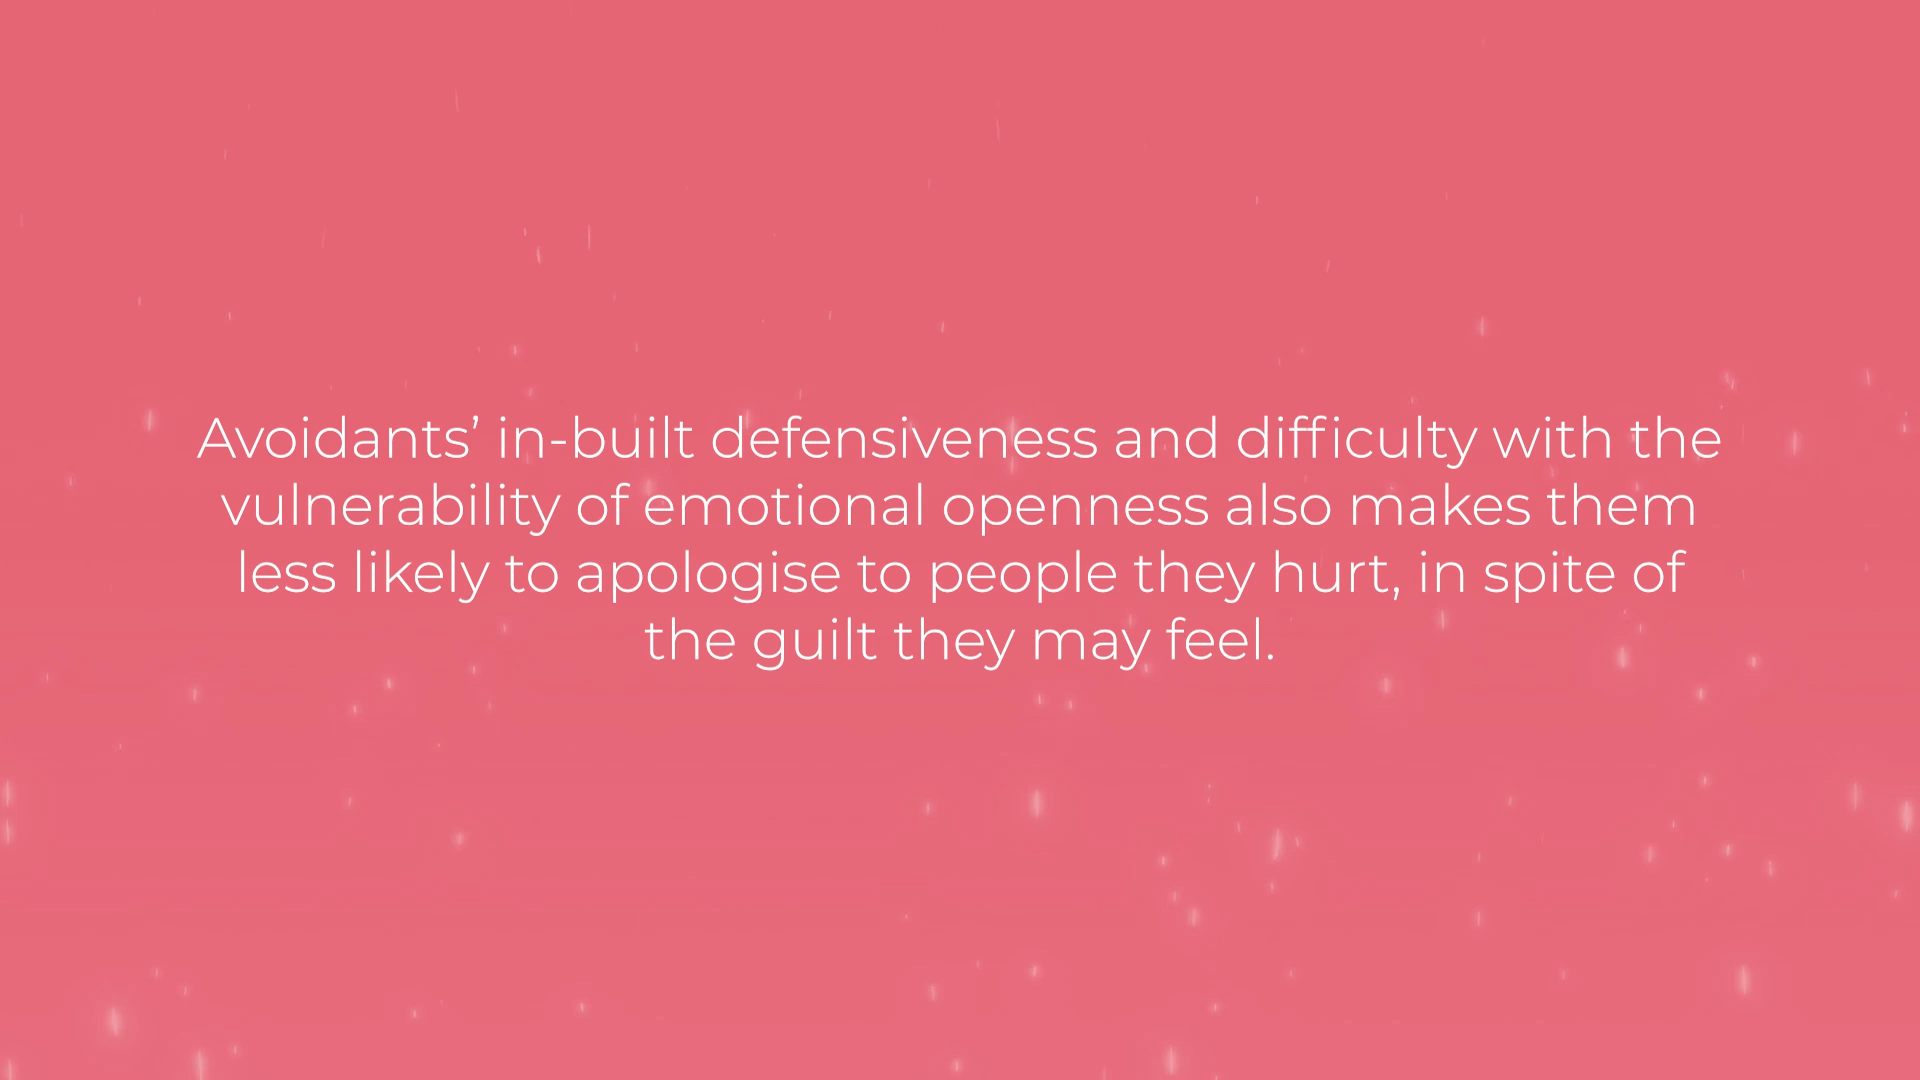 Avoidants’ in-built defensiveness and difficulty with the
vulnerability of emotional openness also makes them
less likely to apologise to people they hurt, in spite of
the guilt they may feel.